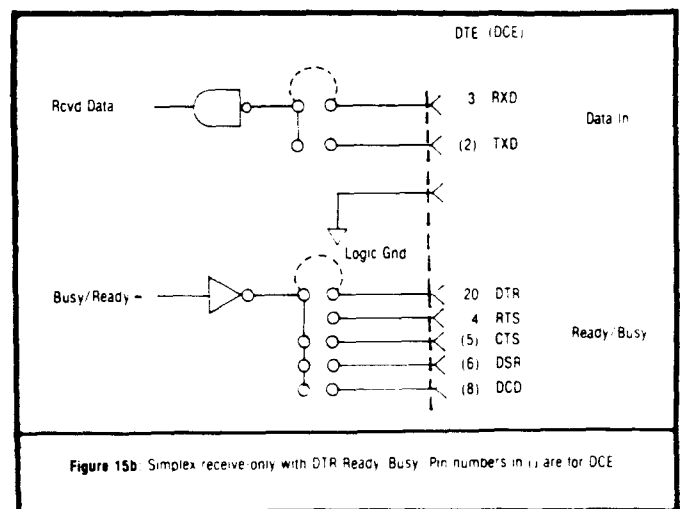 DTE (DCE)
Rcvd Data
3 RXD
Data In
(2) TXD
Logic Gnd
Busy/Ready –
20 DTR
4 RTS
(5) CTS
Ready/Busy
(6) DSR
(8) DCD
Figure 15b: Simplex receive-only with DTR Ready Busy Pin numbers in () are for DCE